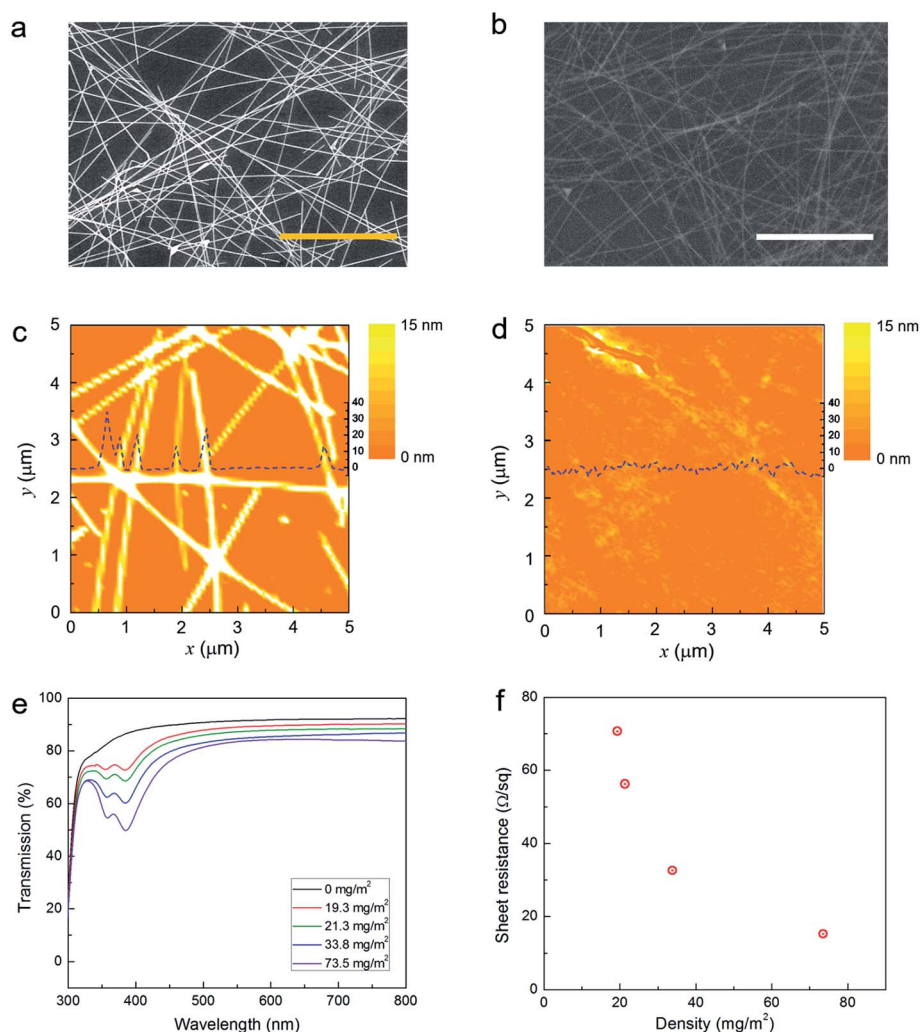 a
b
c
5
4
3
2
1
0
y (μm)
0 1 2 3 4 5
x (μm)
15 nm
40
30
20
10
0
0 nm
d
5
4
3
2
1
0
y (μm)
0 1 2 3 4 5
x (μm)
15 nm
40
30
20
10
0
0 nm
e
100
80
60
40
20
0
Transmission (%)
0 mg/m²
19.3 mg/m²
21.3 mg/m²
33.8 mg/m²
73.5 mg/m²
300 400 500 600 700 800
Wavelength (nm)
f
80
60
40
20
0
Sheet resistance (Ω/sq)
0 20 40 60 80
Density (mg/m²)